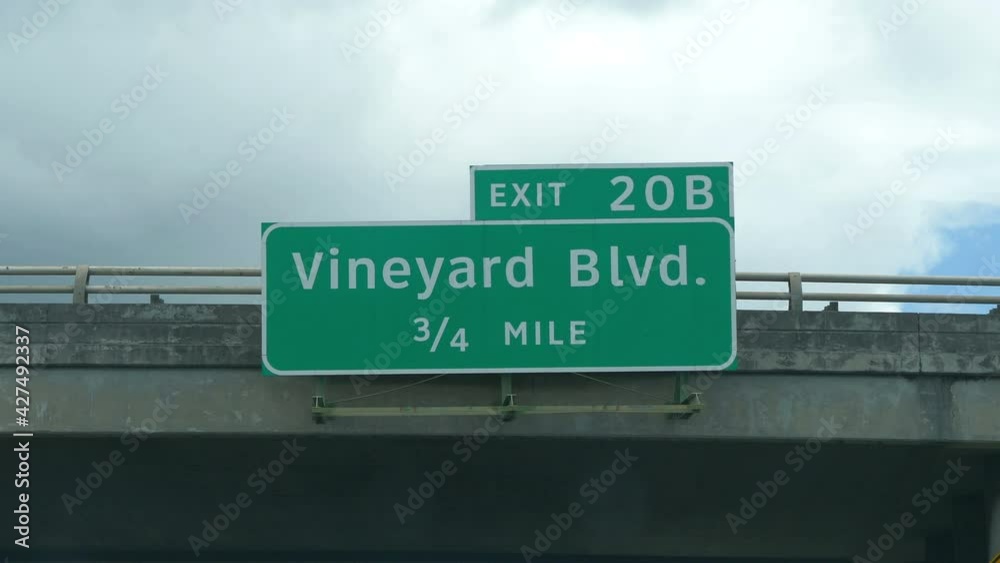 EXIT 20B
Vineyard Blvd.
3/4 MILE
Adobe Stock | #427492337